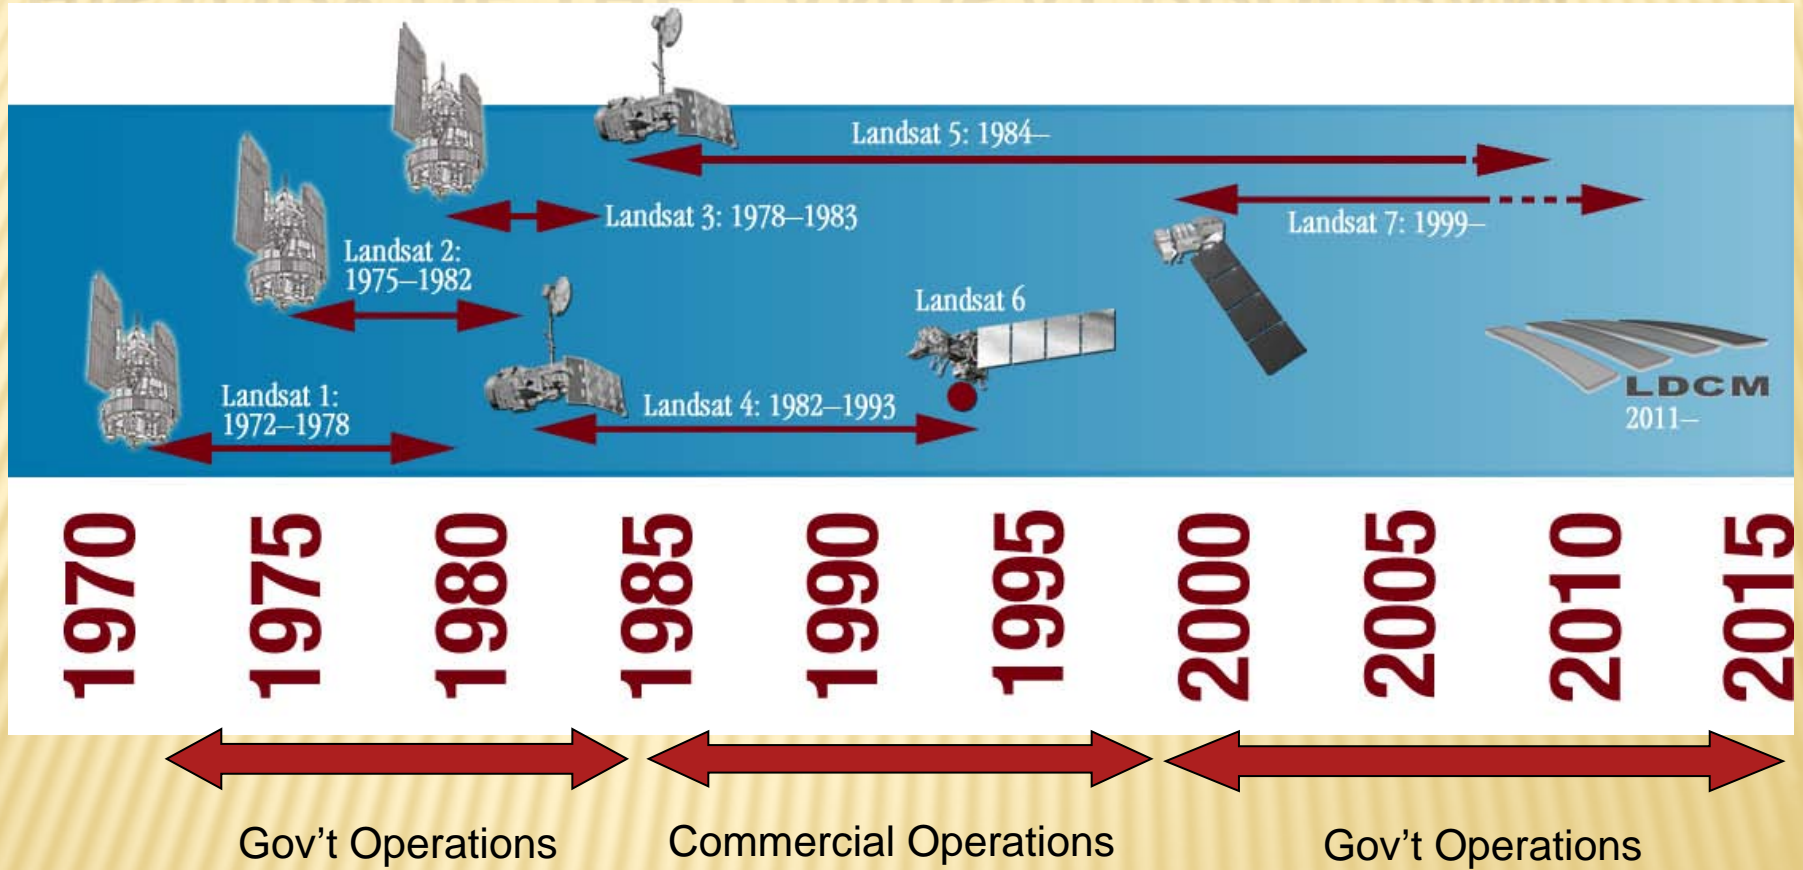 Landsat 5: 1984–
Landsat 3: 1978–1983
Landsat 7: 1999–
Landsat 2:
1975–1982
Landsat 6
Landsat 1:
1972–1978
Landsat 4: 1982–1993
LDCM
2011–
1970
1975
1980
1985
1990
1995
2000
2005
2010
2015
Gov’t Operations
Commercial Operations
Gov’t Operations